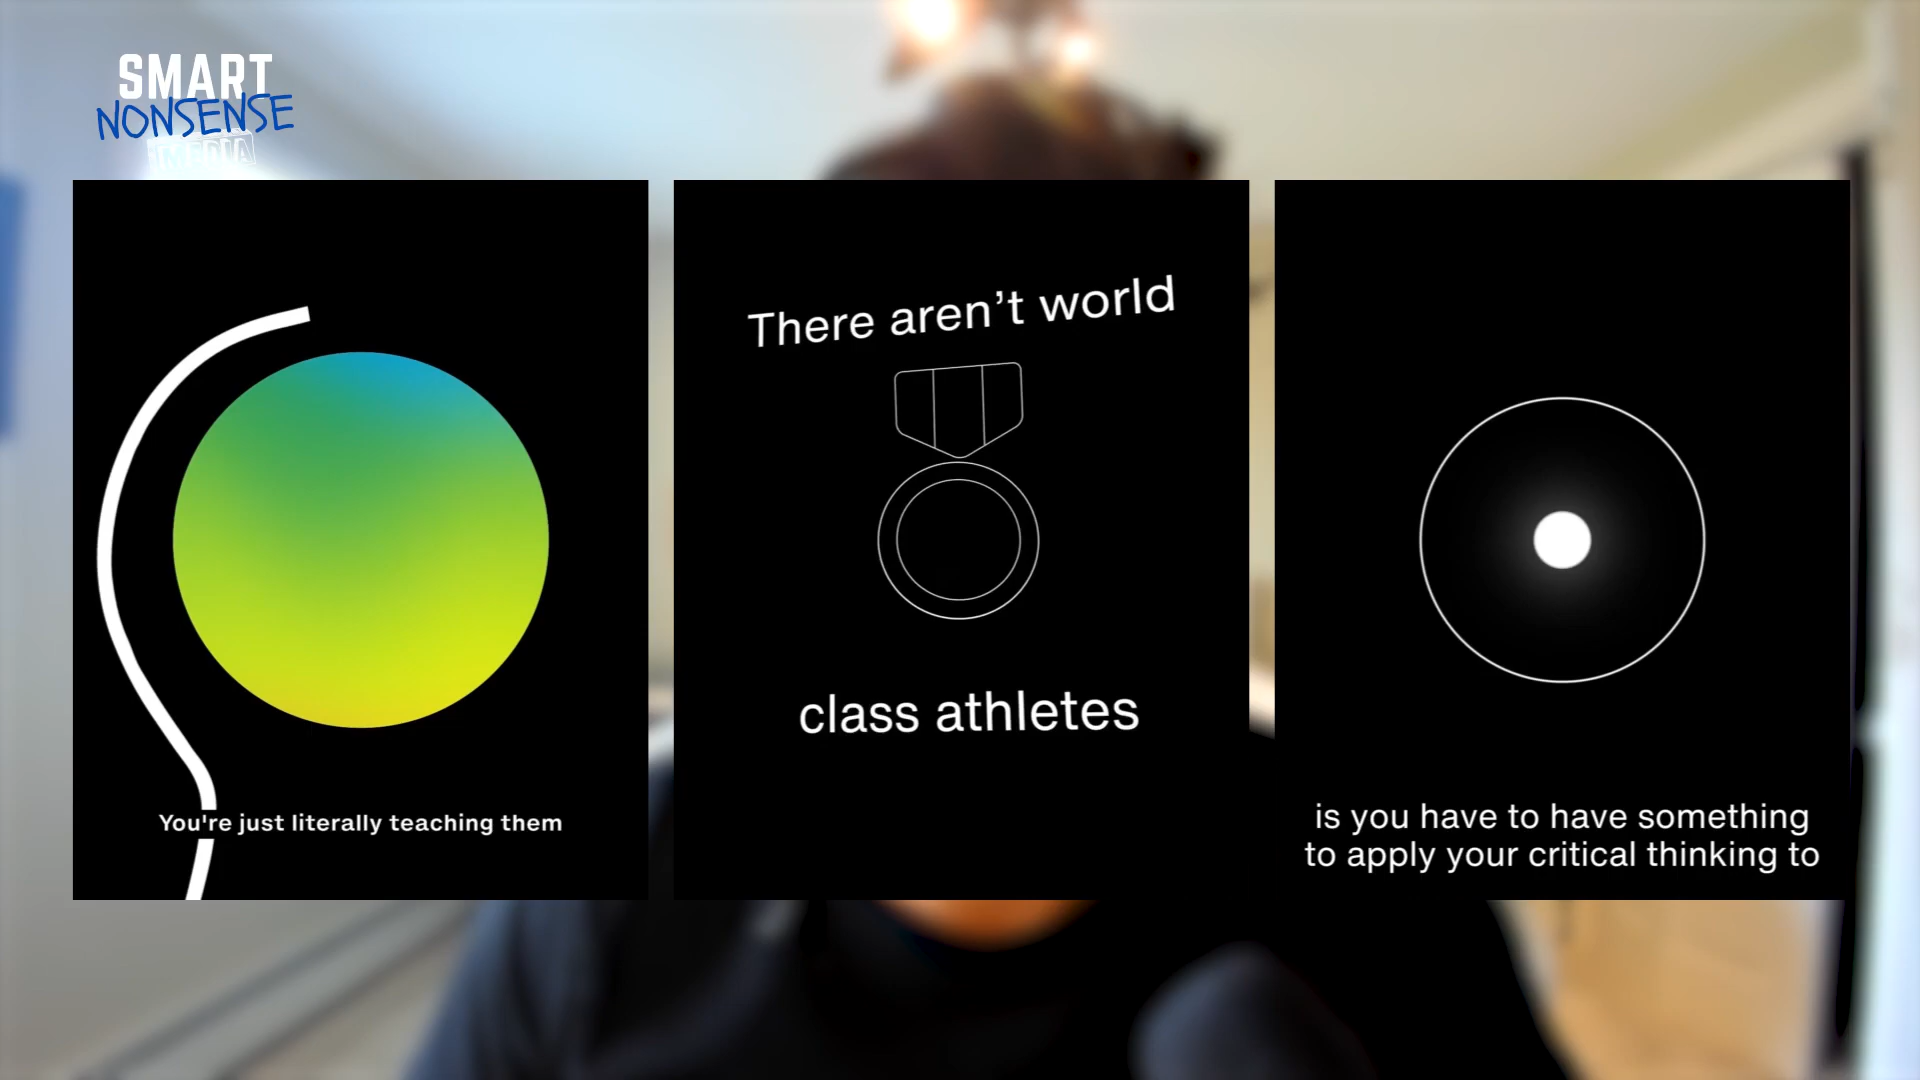 SMART
NONSENSE
MEDIA
You're just literally teaching them
There aren't world
class athletes
is you have to have something
to apply your critical thinking to